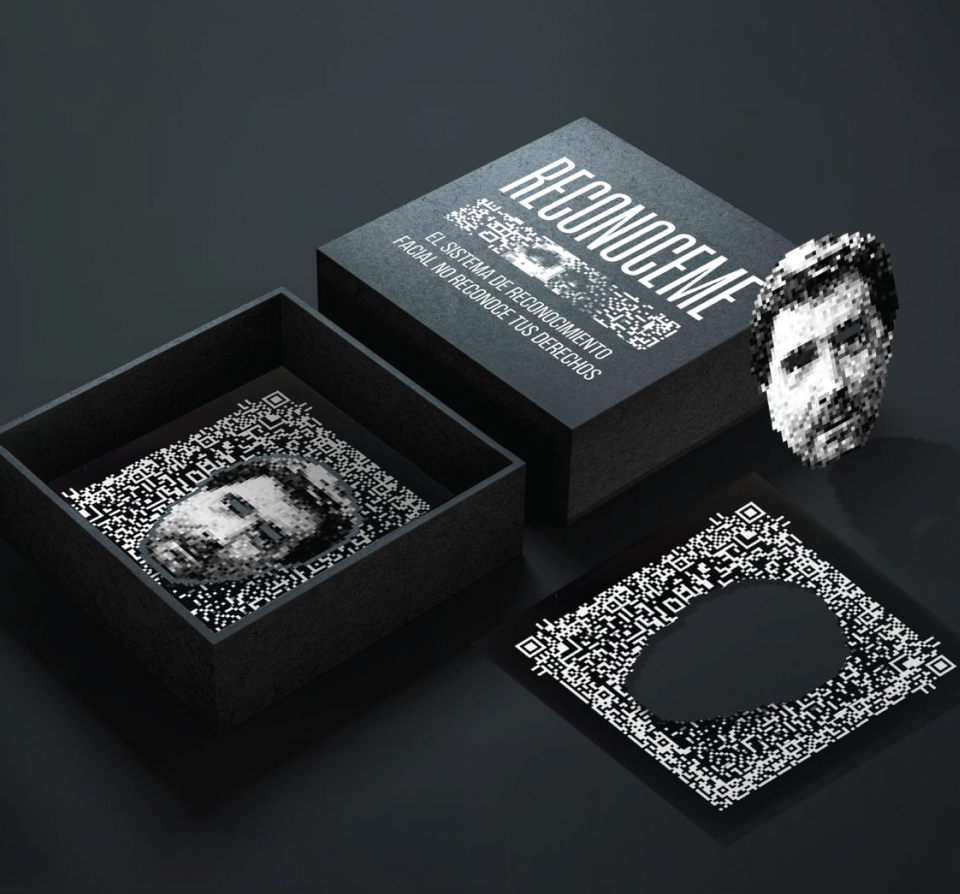 RECONOCEME
EL SISTEMA DE RECONOCIMIENTO
FACIAL NO RECONOCE TUS DERECHOS